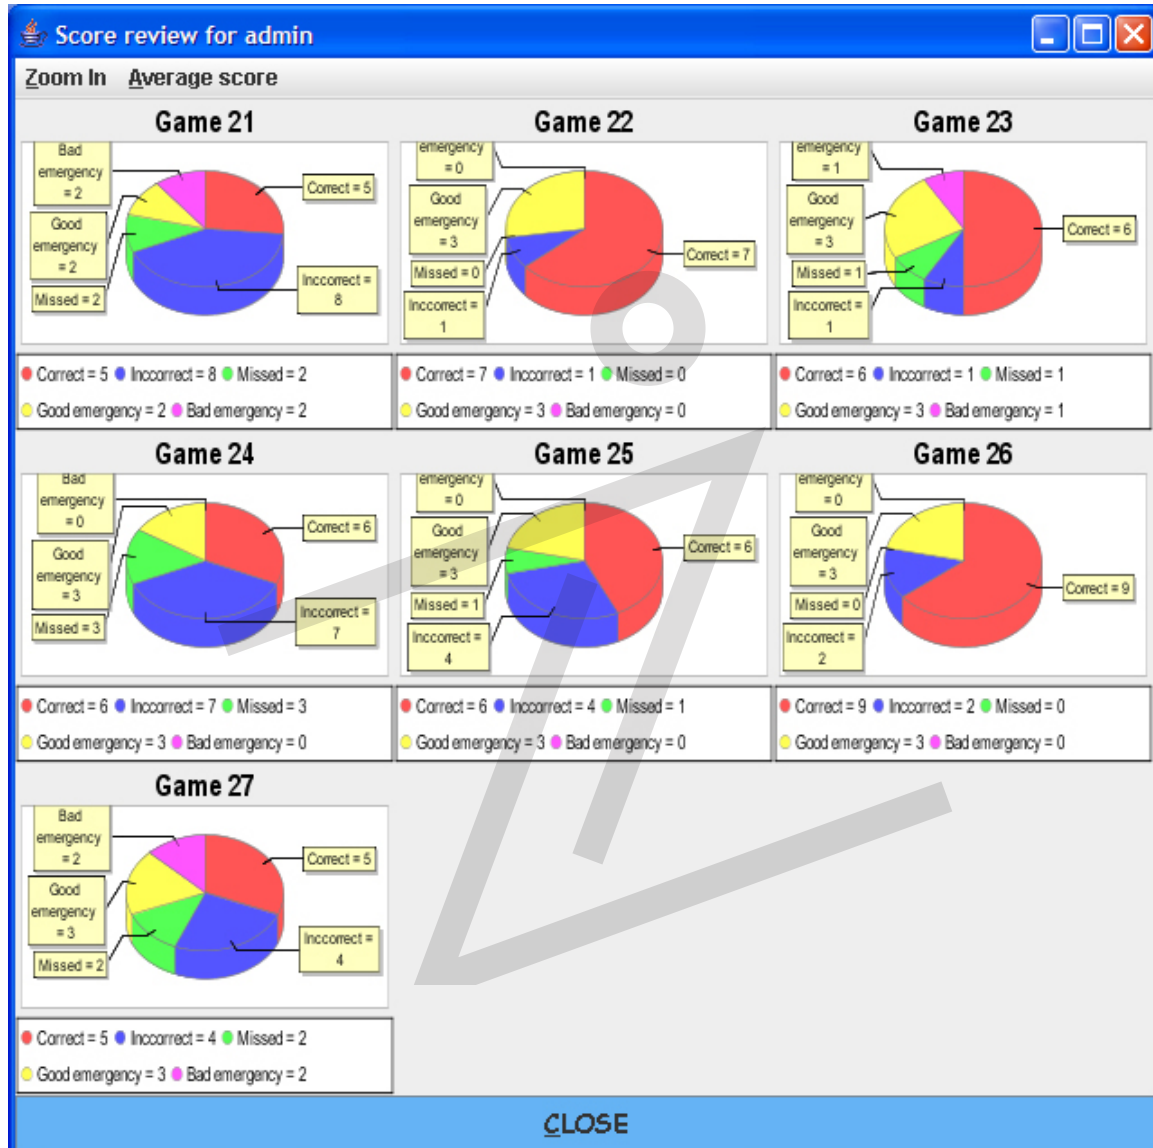 Score review for admin
Zoom In Average score
Game 21
Bad
emergency
= 2
Good
emergency
= 2
Missed = 2
Correct = 5
Inccorrect =
8
Correct = 5 Inccorrect = 8 Missed = 2
Good emergency = 2 Bad emergency = 2
Game 22
emergency
= 0
Good
emergency
= 3
Missed = 0
Inccorrect =
1
Correct = 7
Correct = 7 Inccorrect = 1 Missed = 0
Good emergency = 3 Bad emergency = 0
Game 23
emergency
= 1
Good
emergency
= 3
Missed = 1
Inccorrect =
1
Correct = 6
Correct = 6 Inccorrect = 1 Missed = 1
Good emergency = 3 Bad emergency = 1
Game 24
Bad
emergency
= 0
Good
emergency
= 3
Missed = 3
Correct = 6
Inccorrect =
7
Correct = 6 Inccorrect = 7 Missed = 3
Good emergency = 3 Bad emergency = 0
Game 25
emergency
= 0
Good
emergency
= 3
Missed = 1
Inccorrect =
4
Correct = 6
Correct = 6 Inccorrect = 4 Missed = 1
Good emergency = 3 Bad emergency = 0
Game 26
emergency
= 0
Good
emergency
= 3
Missed = 0
Inccorrect =
2
Correct = 9
Correct = 9 Inccorrect = 2 Missed = 0
Good emergency = 3 Bad emergency = 0
Game 27
Bad
emergency
= 2
Good
emergency
= 3
Missed = 2
Correct = 5
Inccorrect =
4
Correct = 5 Inccorrect = 4 Missed = 2
Good emergency = 3 Bad emergency = 2
CLOSE